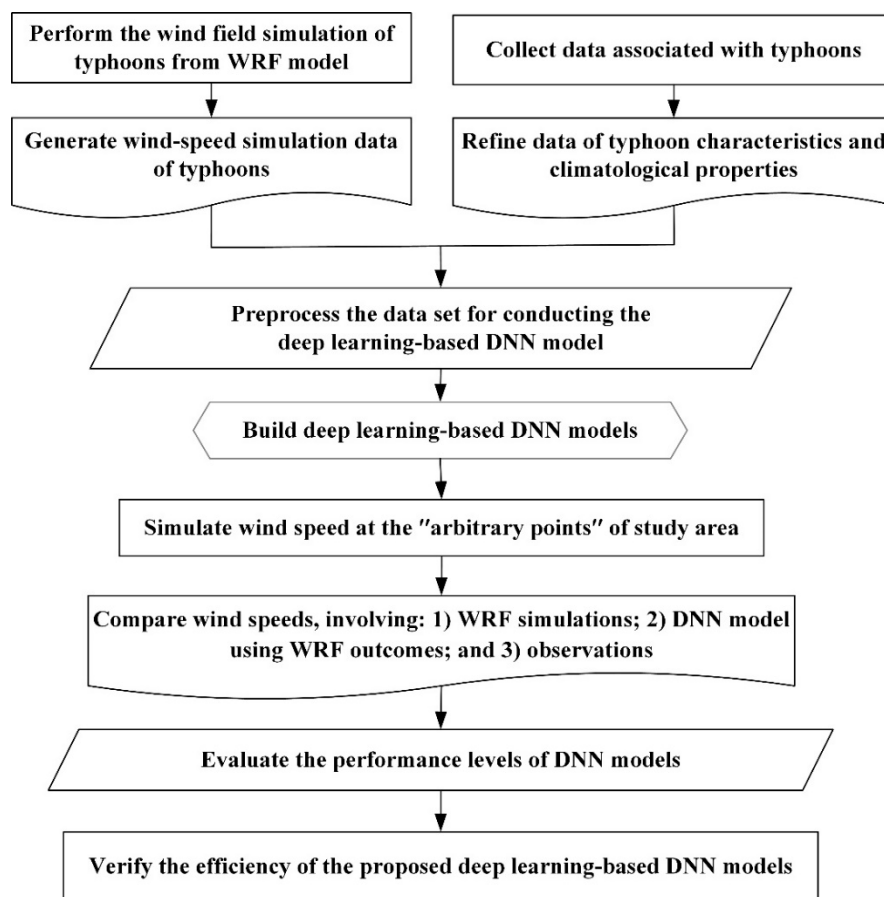 Perform the wind field simulation of
typhoons from WRF model
Collect data associated with typhoons
Generate wind-speed simulation data
of typhoons
Refine data of typhoon characteristics and
climatological properties
Preprocess the data set for conducting the
deep learning-based DNN model
Build deep learning-based DNN models
Simulate wind speed at the "arbitrary points" of study area
Compare wind speeds, involving: 1) WRF simulations; 2) DNN model
using WRF outcomes; and 3) observations
Evaluate the performance levels of DNN models
Verify the efficiency of the proposed deep learning-based DNN models